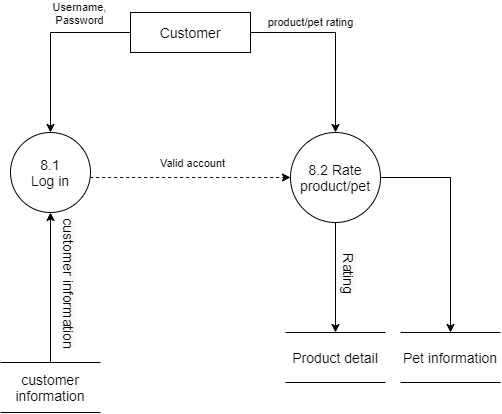 Username,
Password
Customer
product/pet rating
8.1
Log in
Valid account
8.2 Rate
product/pet
customer information
Rating
customer
information
Product detail
Pet information